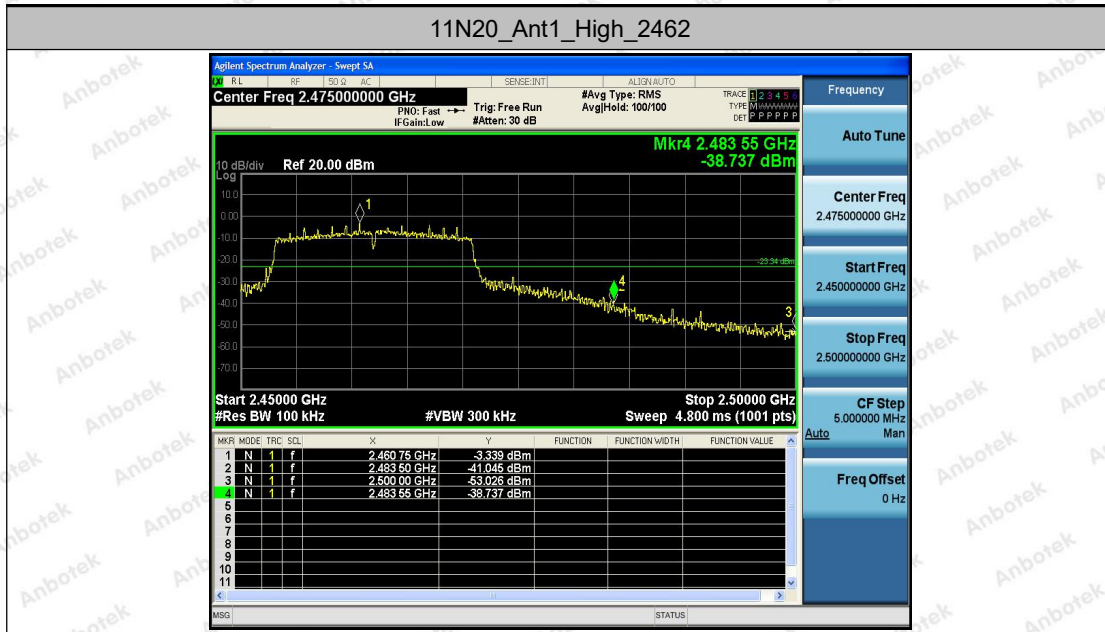 11N20_Ant1_High_2462
Agilent Spectrum Analyzer - Swept SA
RL RF 50 Ω AC SENSE:INT ALIGN AUTO
Center Freq 2.475000000 GHz
PNO: Fast
IFGain:Low
Trig: Free Run
#Atten: 30 dB
#Avg Type: RMS
Avg|Hold: 100/100
TRACE 1 2 3 4 5 6
TYPE M
DET P P P P P P
Mkr4 2.483 55 GHz
-38.737 dBm
10 dB/div Ref 20.00 dBm
Log
10.0
0.00
-10.0
-20.0
-30.0
-40.0
-50.0
-60.0
-70.0
1
4
3
-23.34 dBm
Start 2.45000 GHz Stop 2.50000 GHz
#Res BW 100 kHz #VBW 300 kHz Sweep 4.800 ms (1001 pts)
MKR MODE TRC SCL X Y FUNCTION FUNCTION WIDTH FUNCTION VALUE
1 N 1 f 2.460 75 GHz -3.339 dBm
2 N 1 f 2.483 50 GHz -41.045 dBm
3 N 1 f 2.500 00 GHz -53.026 dBm
4 N 1 f 2.483 55 GHz -38.737 dBm
5
6
7
8
9
10
11
MSG STATUS
Frequency
Auto Tune
Center Freq
2.475000000 GHz
Start Freq
2.450000000 GHz
Stop Freq
2.500000000 GHz
CF Step
5.000000 MHz
Auto Man
Freq Offset
0 Hz
Anbotek